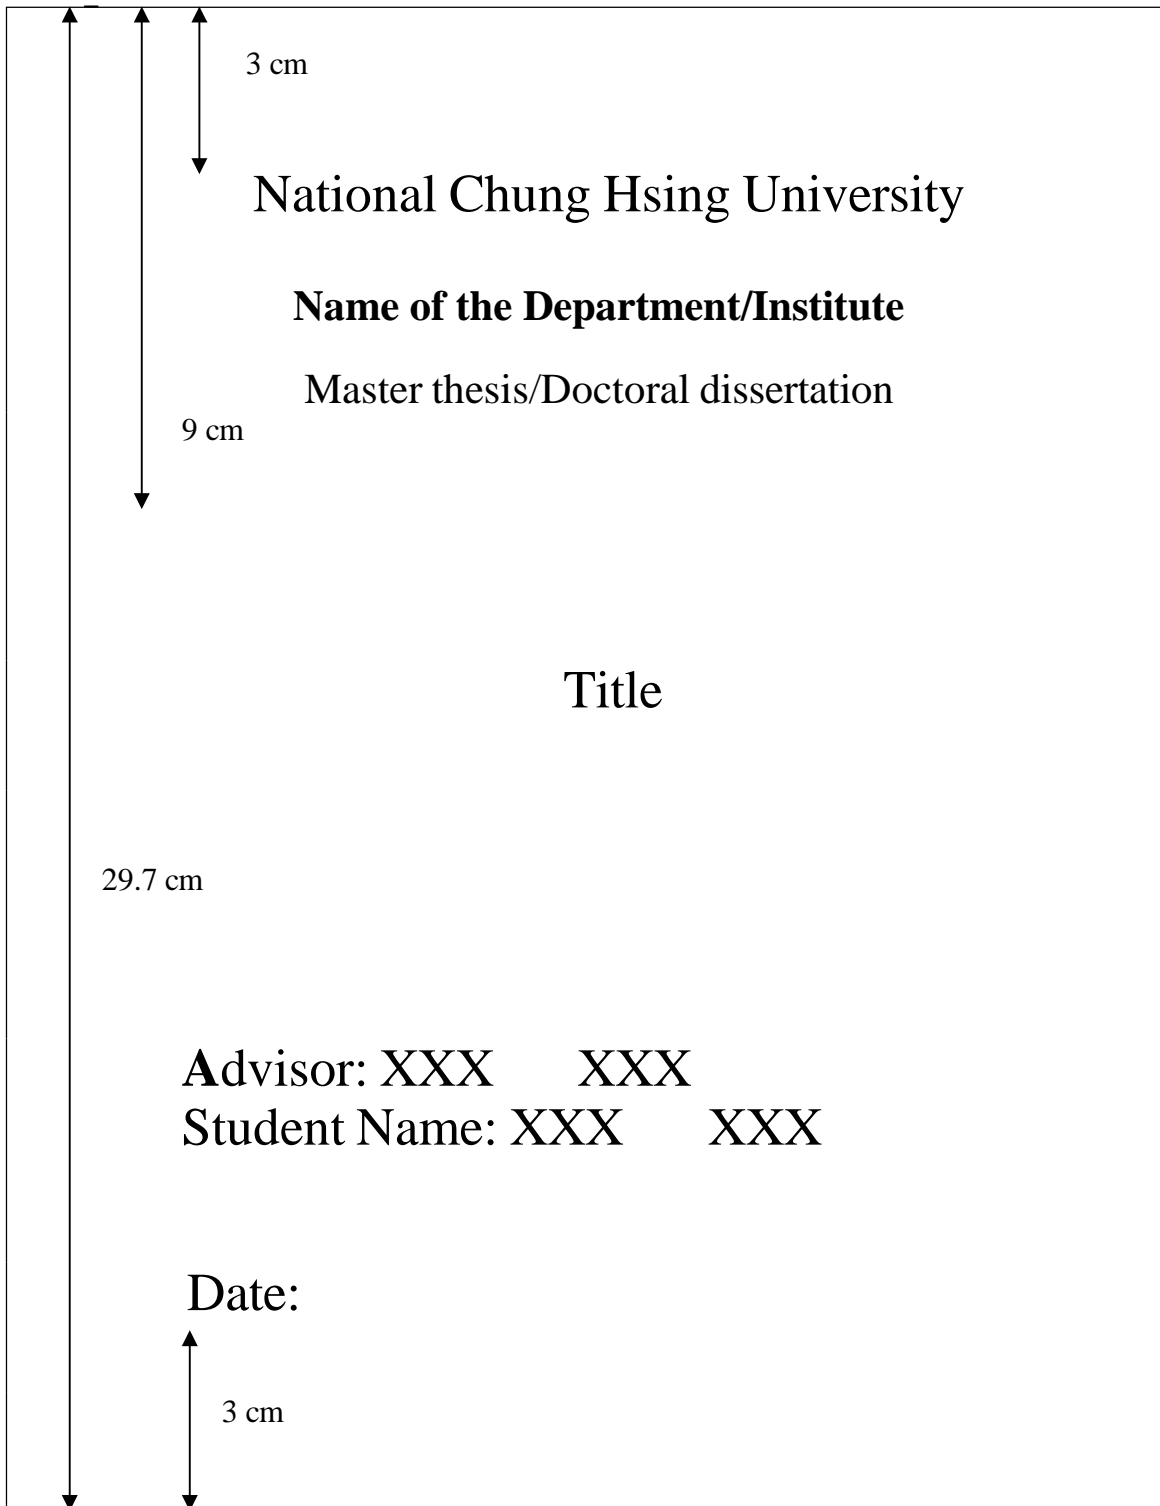 3 cm
National Chung Hsing University
Name of the Department/Institute
Master thesis/Doctoral dissertation
9 cm
Title
29.7 cm
Advisor: XXX XXX
Student Name: XXX XXX
Date:
3 cm